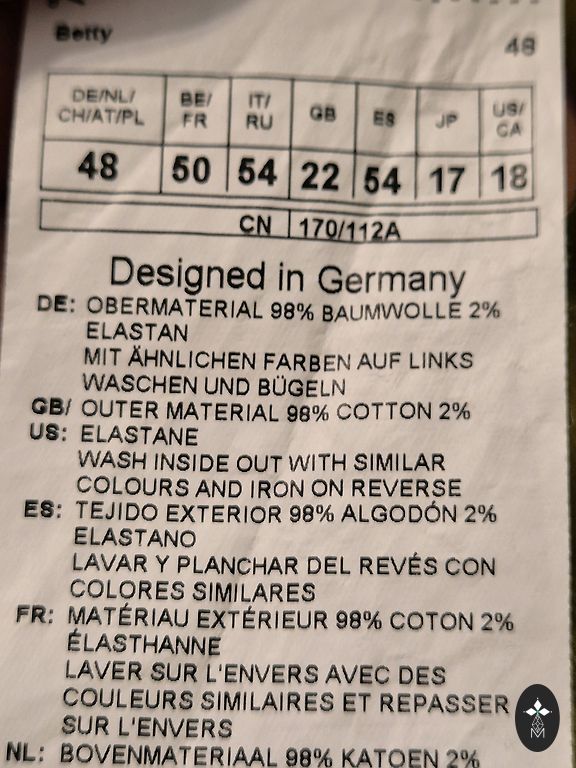 Betty
48
DE/NL/ CH/AT/PL BE/ FR IT/ RU GB ES JP US/ CA
48 50 54 22 54 17 18
CN 170/112A
Designed in Germany
DE: OBERMATERIAL 98% BAUMWOLLE 2%
ELASTAN
MIT ÄHNLICHEN FARBEN AUF LINKS
WASCHEN UND BÜGELN
GB/ OUTER MATERIAL 98% COTTON 2%
US: ELASTANE
WASH INSIDE OUT WITH SIMILAR
COLOURS AND IRON ON REVERSE
ES: TEJIDO EXTERIOR 98% ALGODÓN 2%
ELASTANO
LAVAR Y PLANCHAR DEL REVÉS CON
COLORES SIMILARES
FR: MATÉRIAU EXTÉRIEUR 98% COTON 2%
ÉLASTHANNE
LAVER SUR L'ENVERS AVEC DES
COULEURS SIMILAIRES ET REPASSER
SUR L'ENVERS
NL: BOVENMATERIAAL 98% KATOEN 2%
M